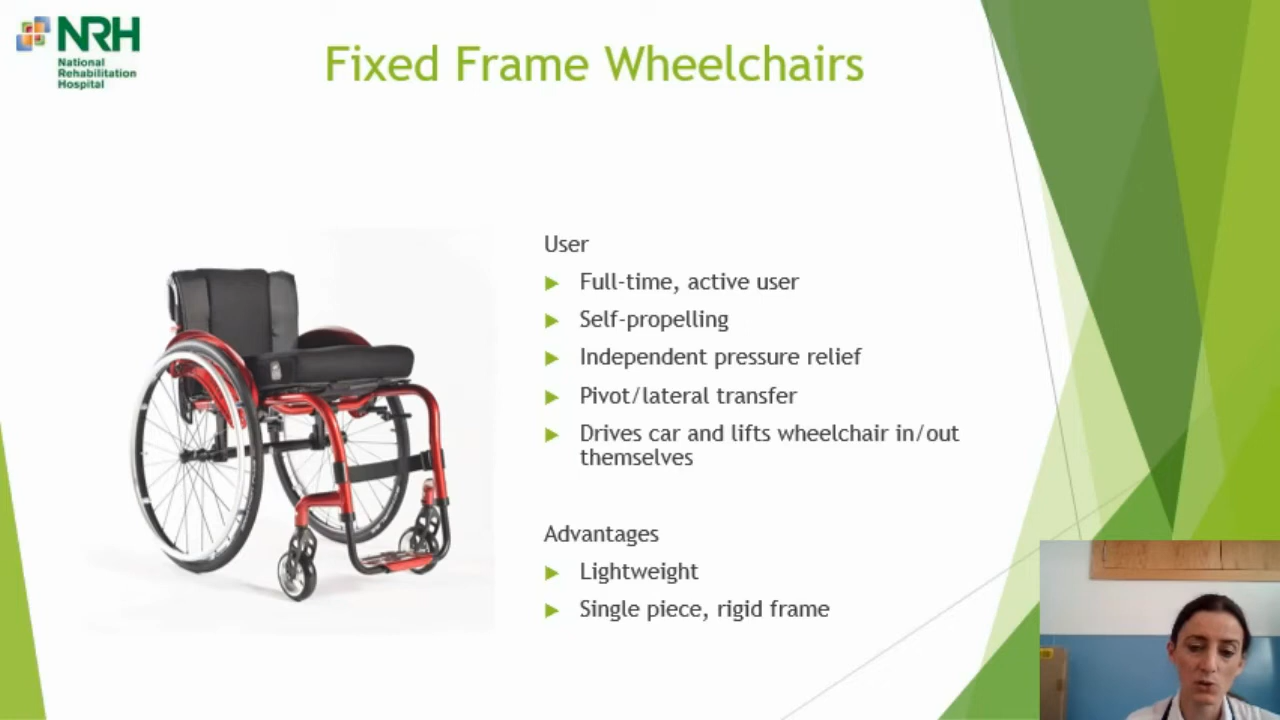 NRH
National
Rehabilitation
Hospital
Fixed Frame Wheelchairs
User
Full-time, active user
Self-propelling
Independent pressure relief
Pivot/lateral transfer
Drives car and lifts wheelchair in/out
themselves
Advantages
Lightweight
Single piece, rigid frame